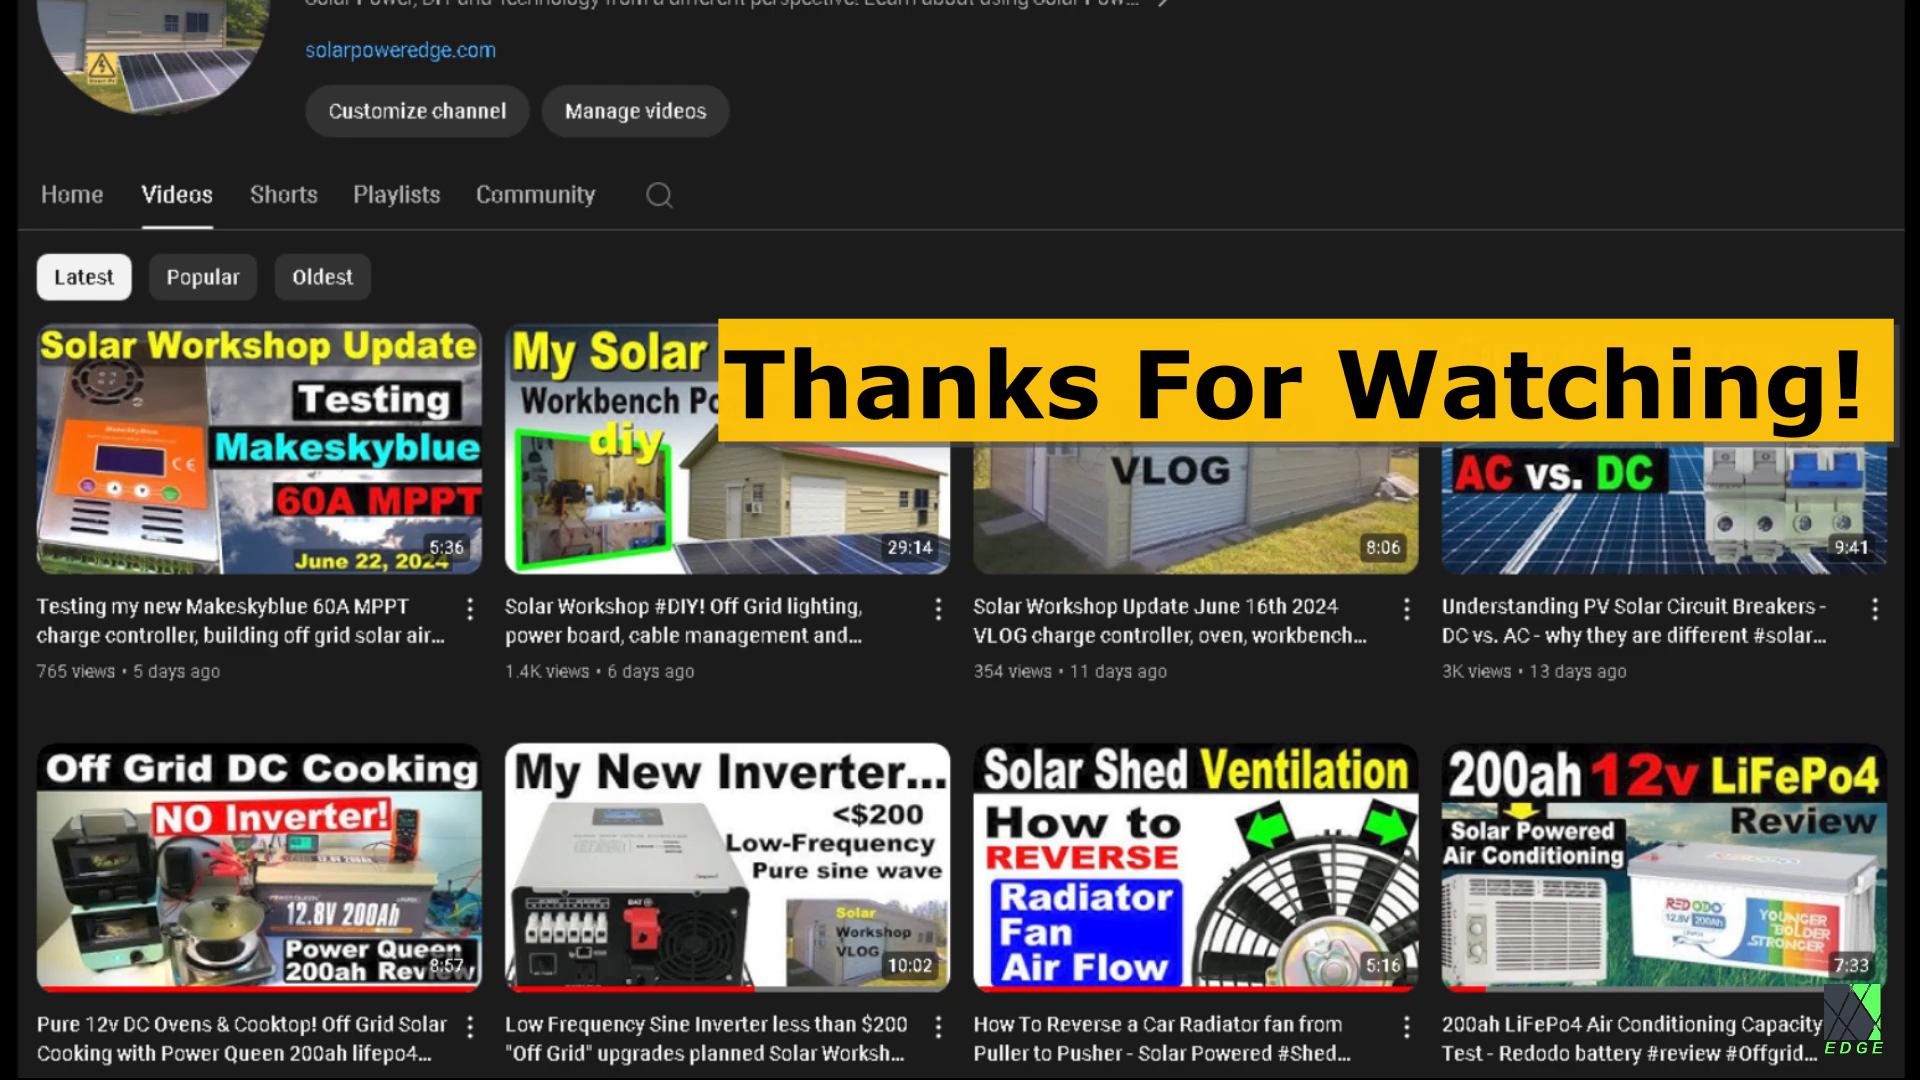 solarpoweredge.com
Customize channel
Manage videos
Home
Videos
Shorts
Playlists
Community
Latest
Popular
Oldest
Thanks For Watching!
Solar Workshop Update
Testing
Makeskyblue
60A MPPT
June 22, 2024
5:36
My Solar
Workbench
diy
29:14
VLOG
8:06
AC vs. DC
9:41
Testing my new Makeskyblue 60A MPPT
charge controller, building off grid solar air...
765 views • 5 days ago
Solar Workshop #DIY! Off Grid lighting,
power board, cable management and...
1.4K views • 6 days ago
Solar Workshop Update June 16th 2024
VLOG charge controller, oven, workbench...
354 views • 11 days ago
Understanding PV Solar Circuit Breakers -
DC vs. AC - why they are different #solar...
3K views • 13 days ago
Off Grid DC Cooking
NO Inverter!
12.8V 200Ah
Power Queen
200ah Review
8:57
My New Inverter...
<$200
Low-Frequency
Pure sine wave
Solar
Workshop
VLOG
10:02
Solar Shed Ventilation
How to
REVERSE
Radiator
Fan
Air Flow
5:16
200ah 12v LiFePo4
Review
Solar Powered
Air Conditioning
REDODO
12.8V 200Ah
YOUNGER
BOLDER
STRONGER
7:33
Pure 12v DC Ovens & Cooktop! Off Grid Solar
Cooking with Power Queen 200ah lifepo4...
Low Frequency Sine Inverter less than $200
"Off Grid" upgrades planned Solar Worksh...
How To Reverse a Car Radiator fan from
Puller to Pusher - Solar Powered #Shed...
200ah LiFePo4 Air Conditioning Capacity
Test - Redodo battery #review #Offgrid...
EDGE